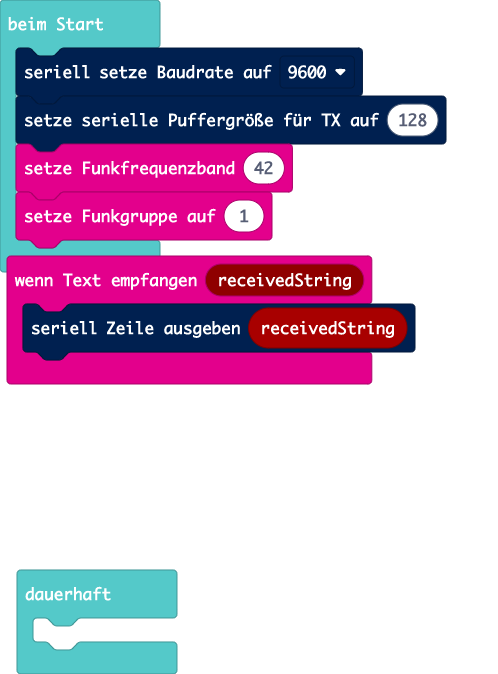 beim Start
seriell setze Baudrate auf 9600
setze serielle Puffergröße für TX auf 128
setze Funkfrequenzband 42
setze Funkgruppe auf 1
wenn Text empfangen receivedString
seriell Zeile ausgeben receivedString
dauerhaft